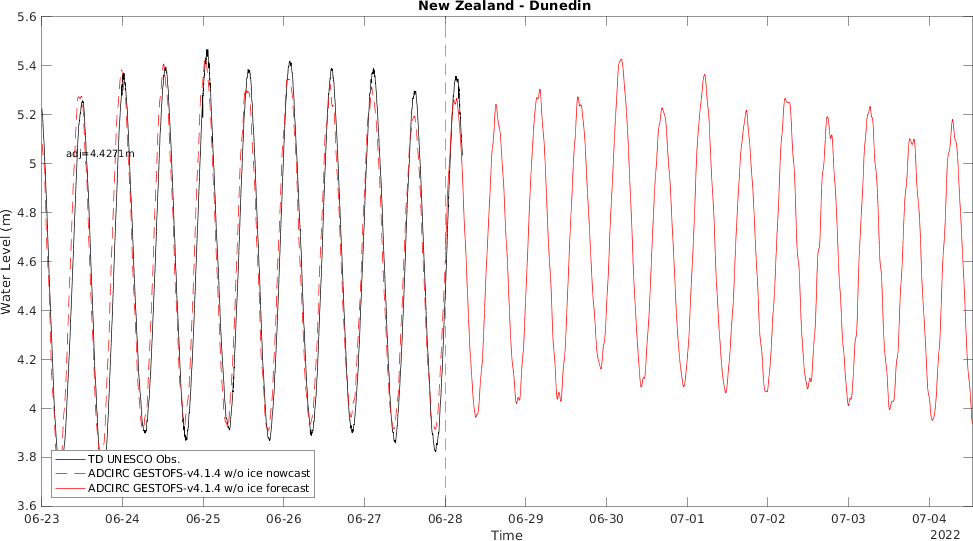 New Zealand - Dunedin
5.6
5.4
5.2
5
4.8
4.6
4.4
4.2
4
3.8
3.6
Water Level (m)
adj=4.4271m
TD UNESCO Obs.
ADCIRC GESTOFS-v4.1.4 w/o ice nowcast
ADCIRC GESTOFS-v4.1.4 w/o ice forecast
06-23 06-24 06-25 06-26 06-27 06-28 06-29 06-30 07-01 07-02 07-03 07-04
Time
2022